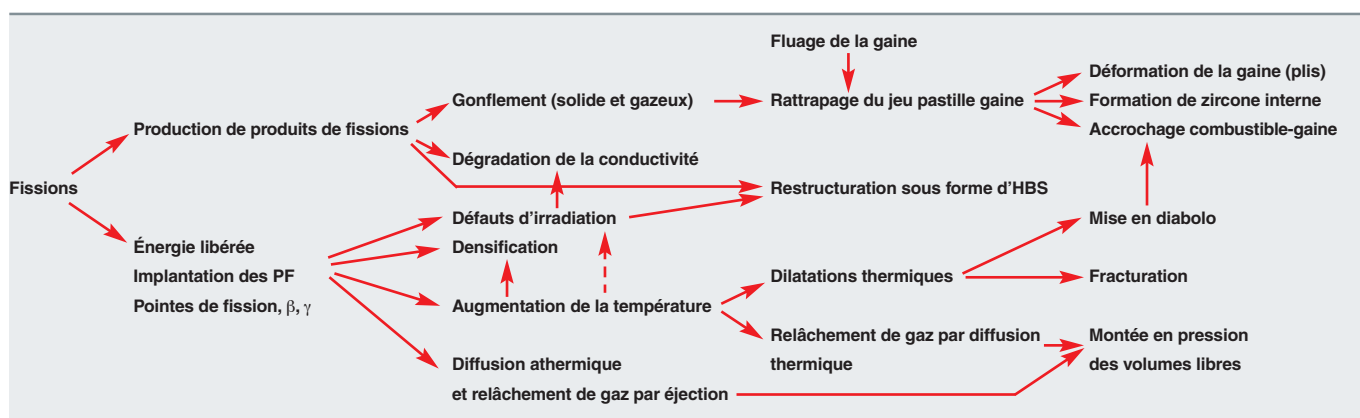 Fluage de la gaine
Déformation de la gaine (plis)
Gonflement (solide et gazeux)
Rattrapage du jeu pastille gaine
Formation de zircone interne
Production de produits de fissions
Accrochage combustible-gaine
Dégradation de la conductivité
Fissions
Restructuration sous forme d'HBS
Défauts d'irradiation
Mise en diabolo
Énergie libérée
Densification
Implantation des PF
Dilatations thermiques
Fracturation
Pointes de fission, β, γ
Augmentation de la température
Relâchement de gaz par diffusion
thermique
Montée en pression
des volumes libres
Diffusion athermique
et relâchement de gaz par éjection